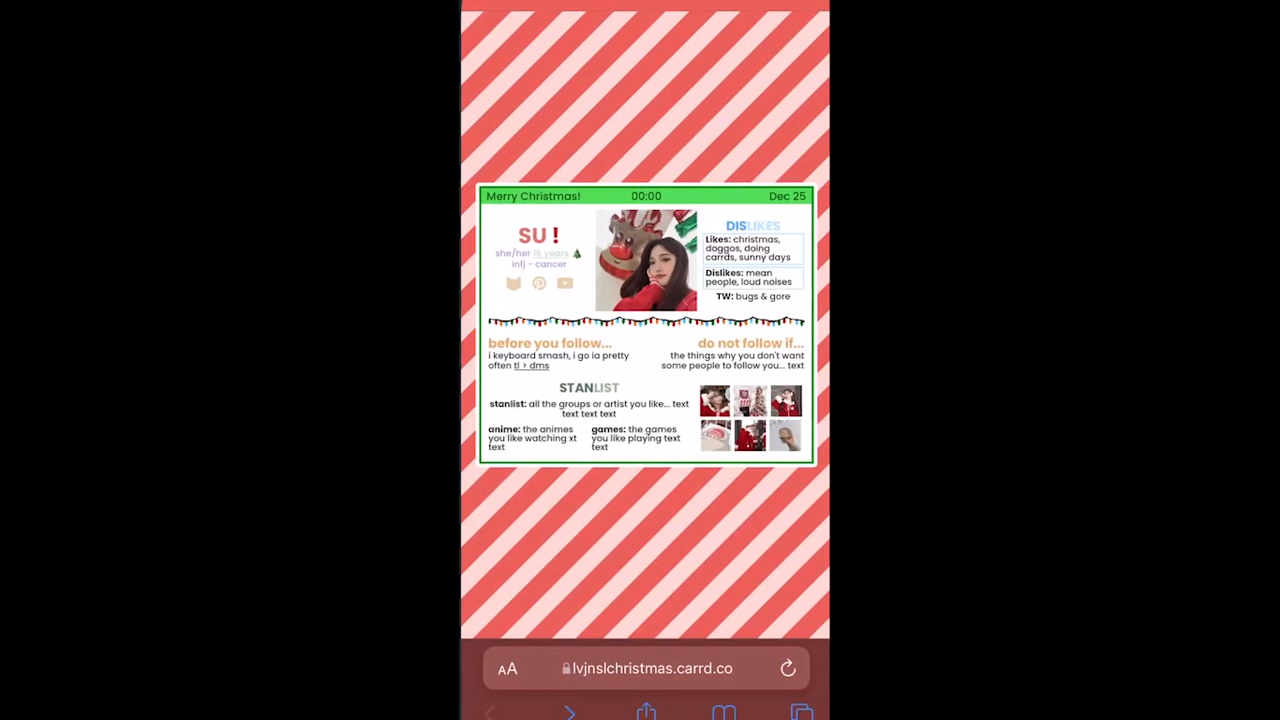 Merry Christmas! 00:00 Dec 25
SU !
she/her 16 years
infj - cancer
DISLIKES
Likes: christmas,
doggos, doing
carrds, sunny days
Dislikes: mean
people, loud noises
TW: bugs & gore
before you follow...
i keyboard smash, i go ia pretty
often tl > dms
do not follow if...
the things why you don't want
some people to follow you... text
STANLIST
stanlist: all the groups or artist you like... text
text text text
anime: the animes
you like watching xt
text
games: the games
you like playing text
text
AA lvjnslchristmas.carrd.co